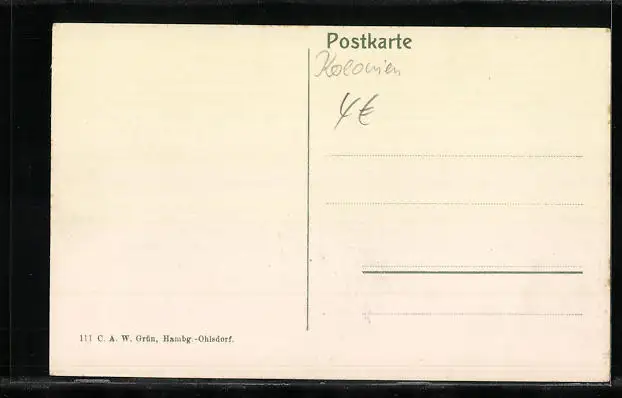 Postkarte
Kolonien
4€
111 C. A. W. Grün, Hambg.-Ohlsdorf.